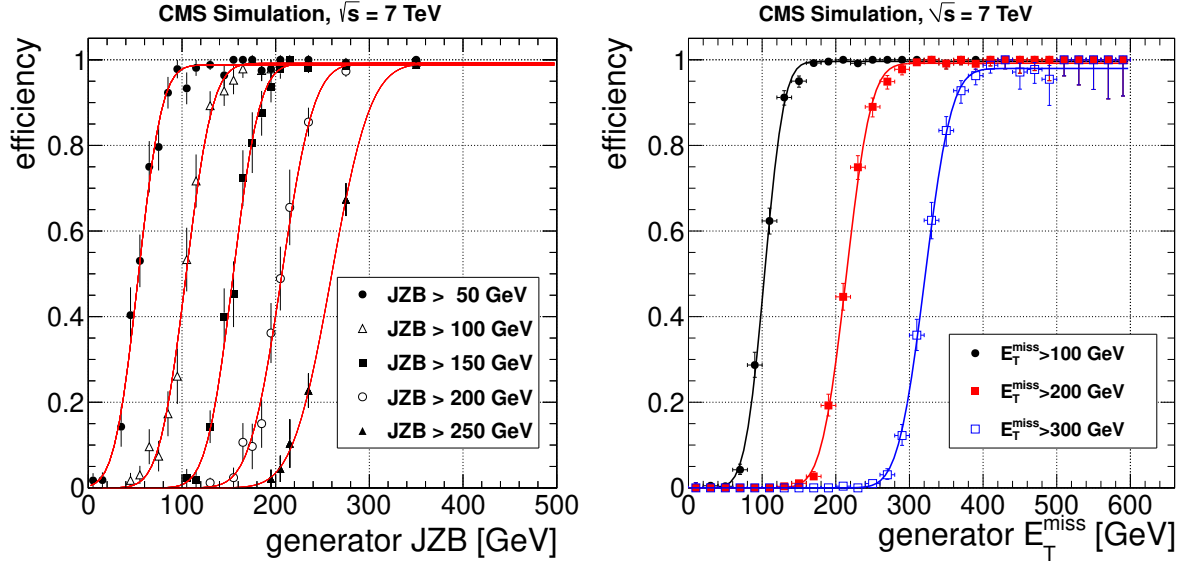 CMS Simulation, √s = 7 TeV
efficiency
1
0.8
0.6
0.4
0.2
0
0 100 200 300 400 500
generator JZB [GeV]
JZB > 50 GeV
JZB > 100 GeV
JZB > 150 GeV
JZB > 200 GeV
JZB > 250 GeV
CMS Simulation, √s = 7 TeV
efficiency
1
0.8
0.6
0.4
0.2
0
0 100 200 300 400 500 600
generator E_T^miss [GeV]
E_T^miss>100 GeV
E_T^miss>200 GeV
E_T^miss>300 GeV